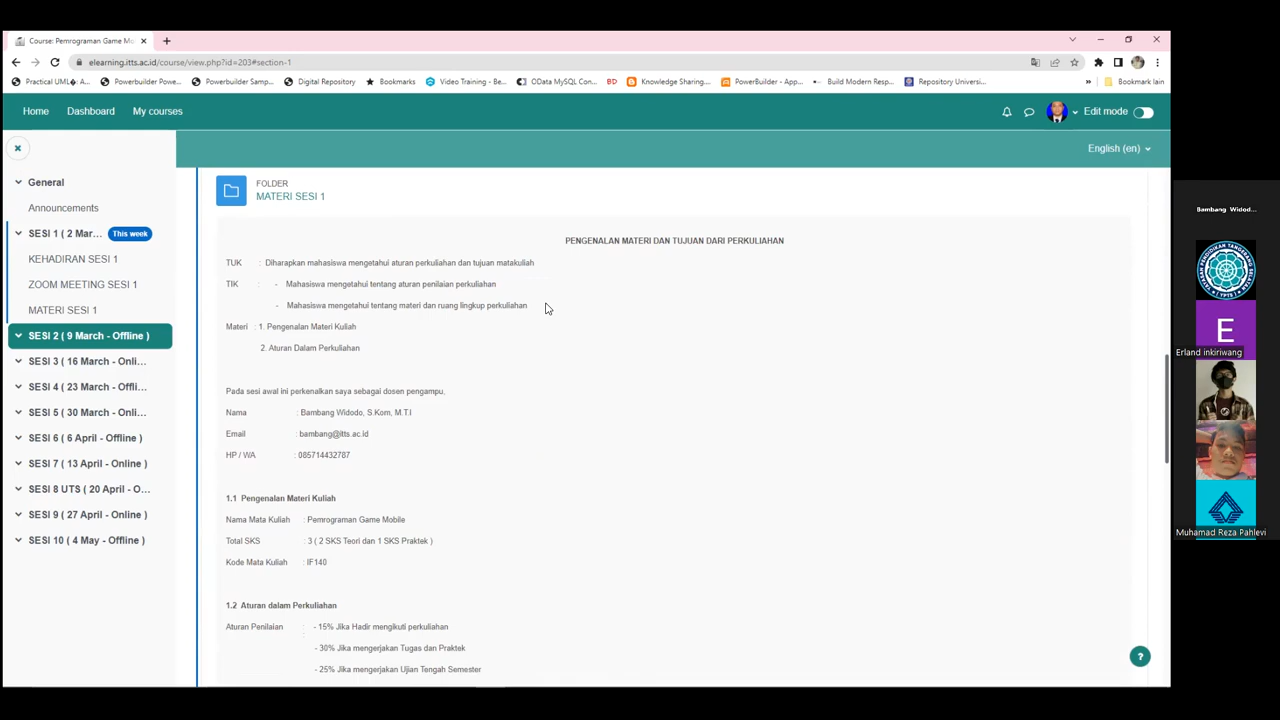 Course: Pemrograman Game Mo
elearning.itts.ac.id/course/view.php?id=203#section-1
Powerbuilder Power...
Powerbuilder Sampl...
Digital Repository
Bookmarks
Video Training - Be...
OData MySQL Con...
BD
Knowledge Sharing....
PowerBuilder - App...
Build Modern Resp...
Repository Universi...
»
Bookmark lain
Home
Dashboard
My courses
Edit mode
English (en)
General
Announcements
SESI 1 ( 2 Mar...
This week
KEHADIRAN SESI 1
ZOOM MEETING SESI 1
MATERI SESI 1
SESI 2 ( 9 March - Offline )
SESI 3 ( 16 March - Onli...
SESI 4 ( 23 March - Offli...
SESI 5 ( 30 March - Onli...
SESI 6 ( 6 April - Offline )
SESI 7 ( 13 April - Online )
SESI 8 UTS ( 20 April - O...
SESI 9 ( 27 April - Online )
SESI 10 ( 4 May - Offline )
FOLDER
MATERI SESI 1
PENGENALAN MATERI DAN TUJUAN DARI PERKULIAHAN
TUK : Diharapkan mahasiswa mengetahui aturan perkuliahan dan tujuan matakuliah
TIK : - Mahasiswa mengetahui tentang aturan penilaian perkuliahan
- Mahasiswa mengetahui tentang materi dan ruang lingkup perkuliahan
Materi : 1. Pengenalan Materi Kuliah
2. Aturan Dalam Perkuliahan
Pada sesi awal ini perkenalkan saya sebagai dosen pengampu,
Nama : Bambang Widodo, S.Kom, M.T.I
Email : bambang@itts.ac.id
HP / WA : 085714432787
1.1 Pengenalan Materi Kuliah
Nama Mata Kuliah : Pemrograman Game Mobile
Total SKS : 3 ( 2 SKS Teori dan 1 SKS Praktek )
Kode Mata Kuliah : IF140
1.2 Aturan dalam Perkuliahan
Aturan Penilaian : - 15% Jika Hadir mengikuti perkuliahan
:
- 30% Jika mengerjakan Tugas dan Praktek
- 25% Jika mengerjakan Ujian Tengah Semester
?
Bambang Widod...
E
Erland inkiriwang
Muhamad Reza Pahlevi